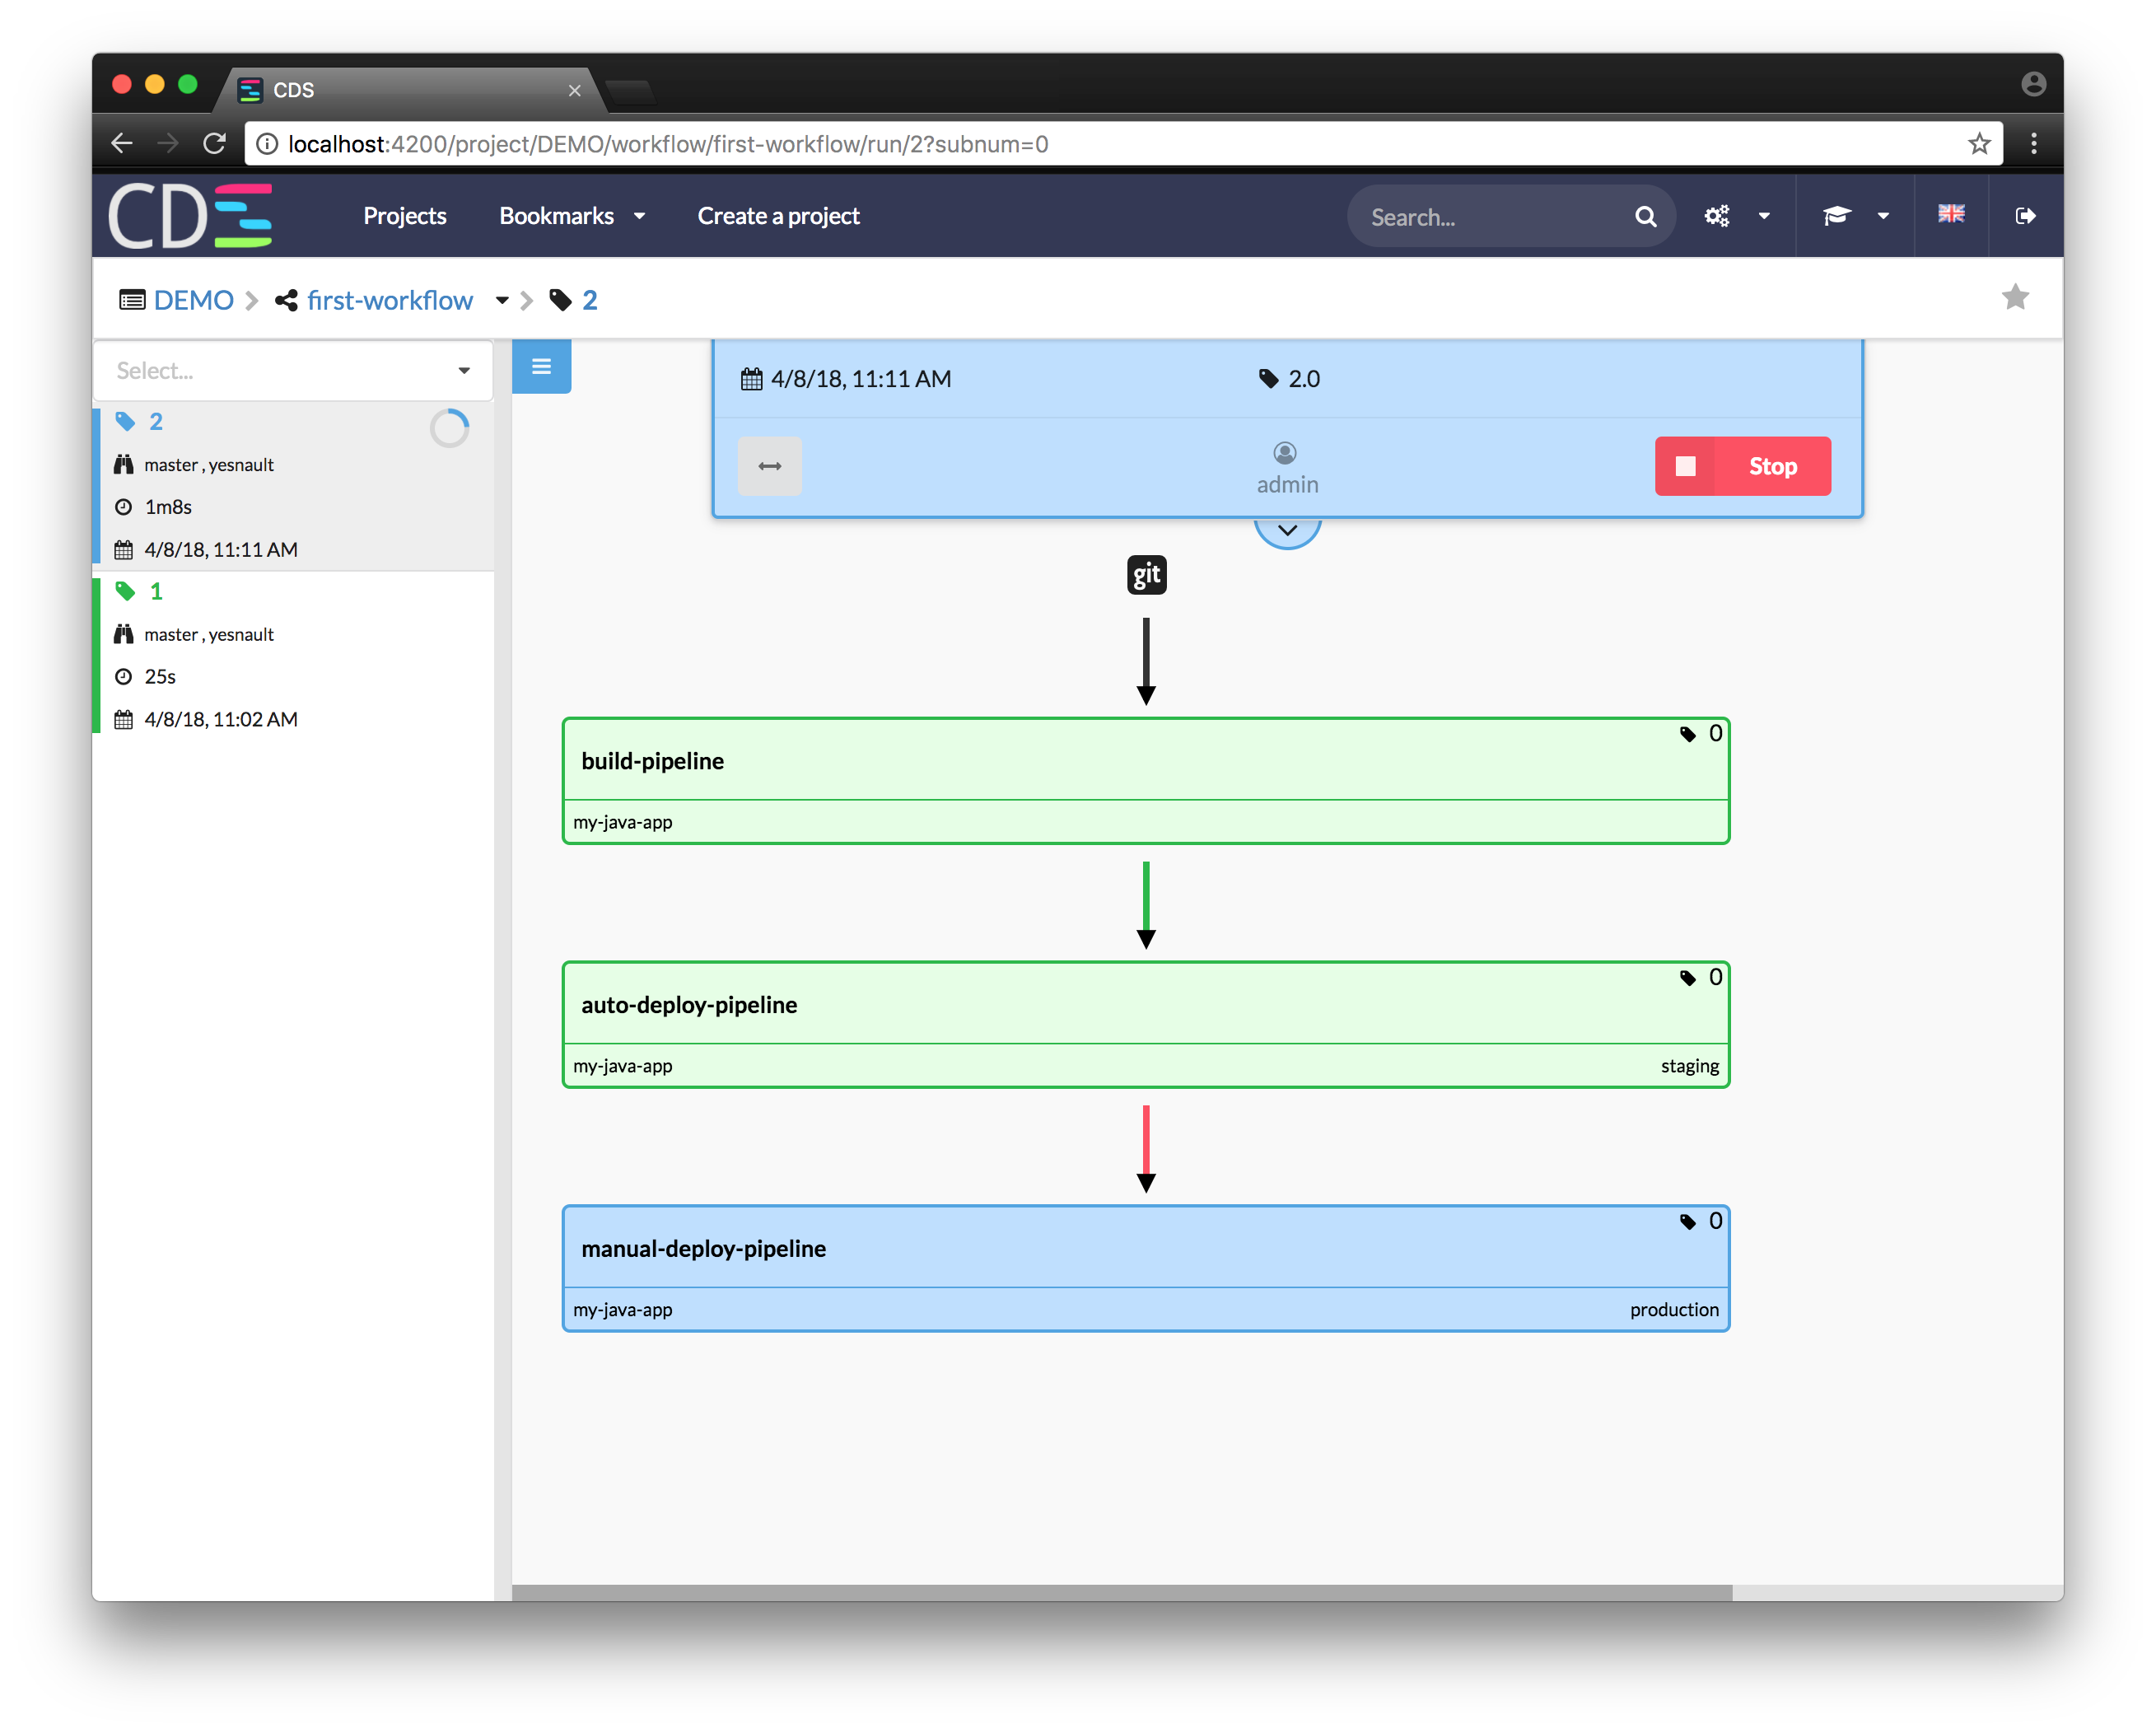 CDS
localhost:4200/project/DEMO/workflow/first-workflow/run/2?subnum=0
CD
Projects
Bookmarks
Create a project
Search...
DEMO
first-workflow
2
Select...
2
master , yesnault
1m8s
4/8/18, 11:11 AM
1
master , yesnault
25s
4/8/18, 11:02 AM
4/8/18, 11:11 AM
2.0
admin
Stop
git
0
build-pipeline
my-java-app
0
auto-deploy-pipeline
my-java-app
staging
0
manual-deploy-pipeline
my-java-app
production